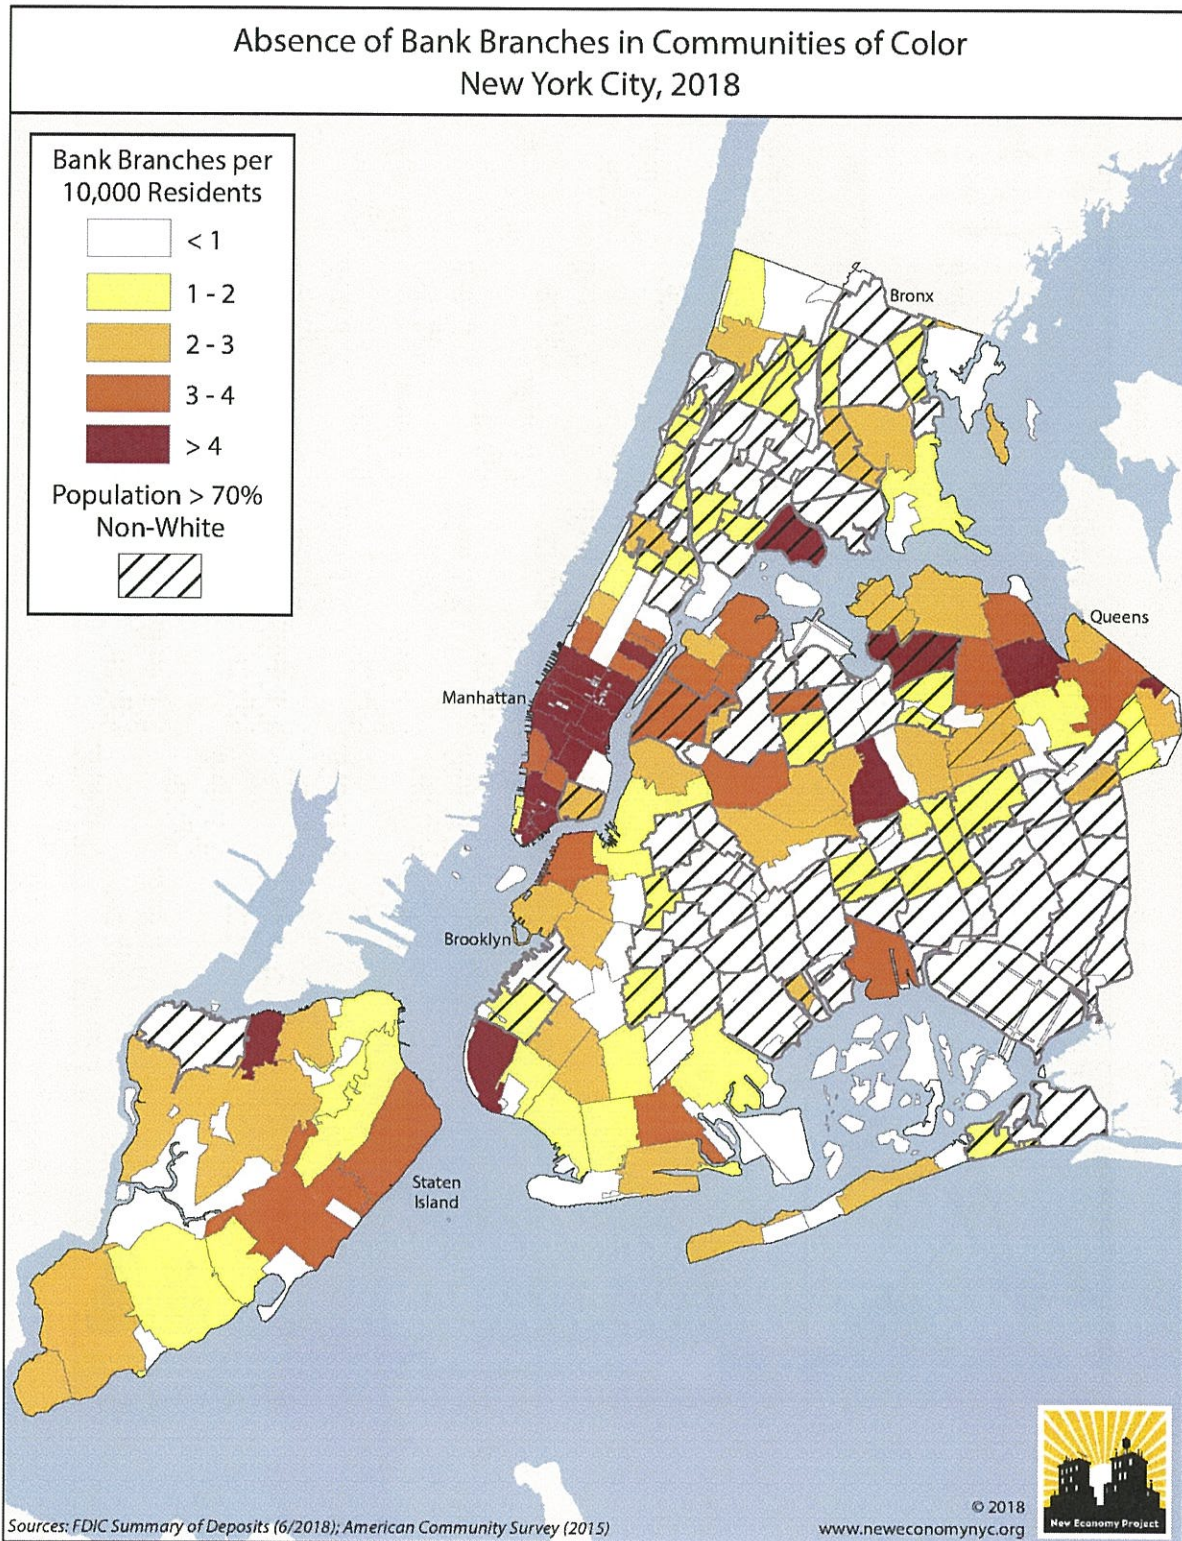 Absence of Bank Branches in Communities of Color
New York City, 2018
Bank Branches per
10,000 Residents
< 1
1 - 2
2 - 3
3 - 4
> 4
Population > 70%
Non-White
Bronx
Queens
Manhattan
Brooklyn
Staten
Island
© 2018
www.neweconomynyc.org
New Economy Project
Sources: FDIC Summary of Deposits (6/2018); American Community Survey (2015)